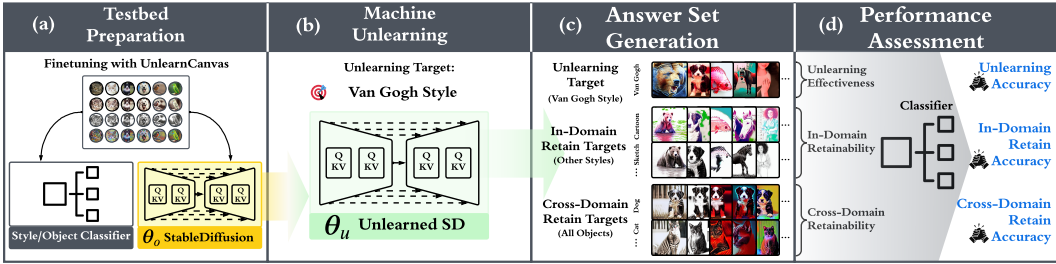 (a)
Testbed
Preparation
Finetuning with UnlearnCanvas
Style/Object Classifier
Q
KV
Q
KV
Q
KV
Q
KV
θo StableDiffusion
(b)
Machine
Unlearning
Unlearning Target:
Van Gogh Style
Q
KV
Q
KV
Q
KV
Q
KV
θu Unlearned SD
(c)
Answer Set
Generation
Unlearning
Target
(Van Gogh Style)
Van Gogh
...
In-Domain
Retain Targets
(Other Styles)
Cartoon
...
Sketch
...
...
Cross-Domain
Retain Targets
(All Objects)
Dog
...
Cat
...
...
(d)
Performance
Assessment
Unlearning
Effectiveness
Unlearning
Accuracy
Classifier
In-Domain
Retainability
In-Domain
Retain
Accuracy
Cross-Domain
Retainability
Cross-Domain
Retain
Accuracy